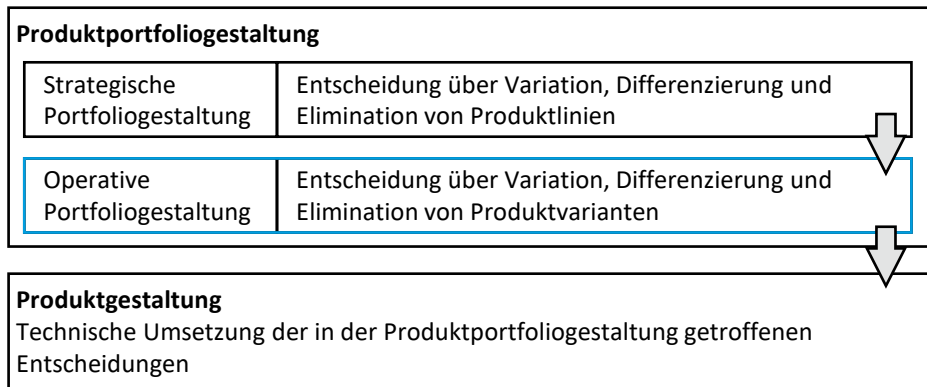 Produktportfoliogestaltung
Strategische
Portfoliogestaltung
Entscheidung über Variation, Differenzierung und
Elimination von Produktlinien
Operative
Portfoliogestaltung
Entscheidung über Variation, Differenzierung und
Elimination von Produktvarianten
Produktgestaltung
Technische Umsetzung der in der Produktportfoliogestaltung getroffenen
Entscheidungen